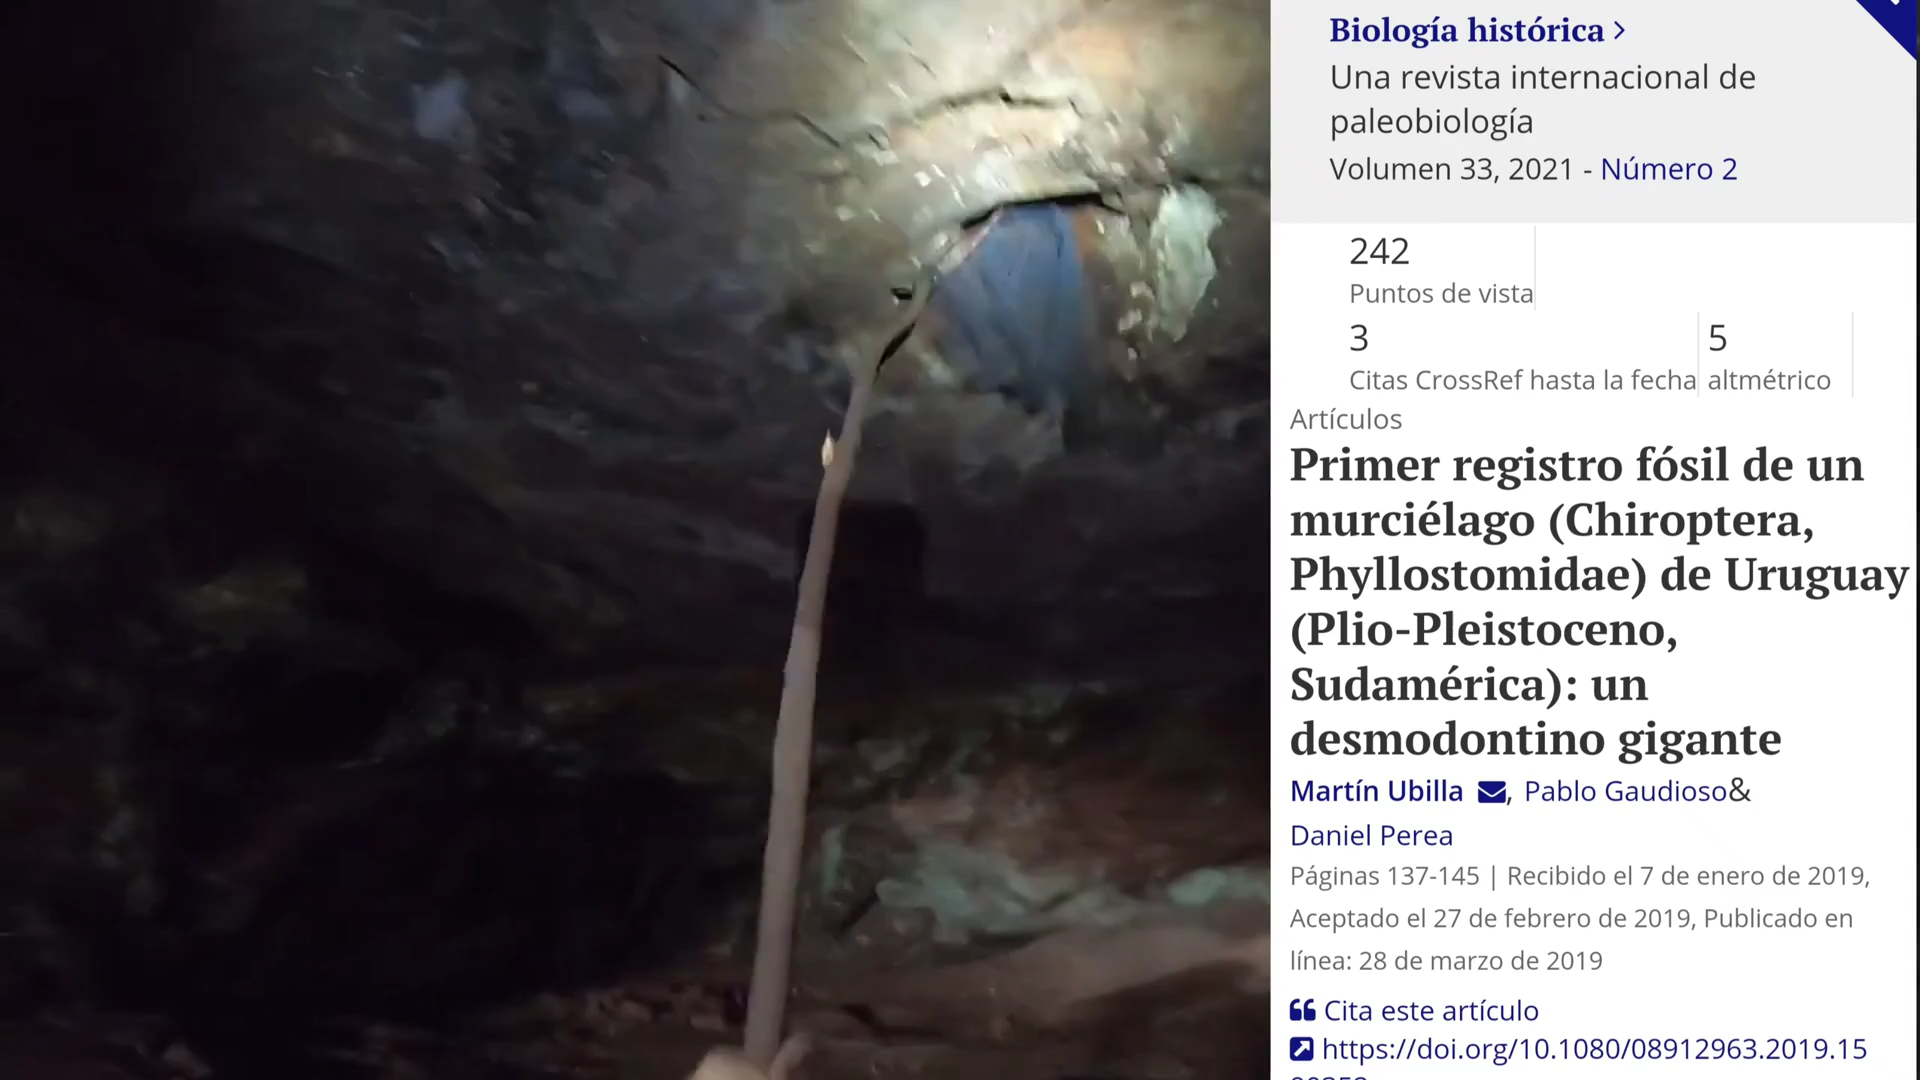 Biología histórica >
Una revista internacional de
paleobiología
Volumen 33, 2021 - Número 2
242
Puntos de vista
3
5
Citas CrossRef hasta la fecha
altmétrico
Artículos
Primer registro fósil de un
murciélago (Chiroptera,
Phyllostomidae) de Uruguay
(Plio-Pleistoceno,
Sudamérica): un
desmodontino gigante
Martín Ubilla , Pablo Gaudioso&
Daniel Perea
Páginas 137-145 | Recibido el 7 de enero de 2019,
Aceptado el 27 de febrero de 2019, Publicado en
línea: 28 de marzo de 2019
Cita este artículo
https://doi.org/10.1080/08912963.2019.15